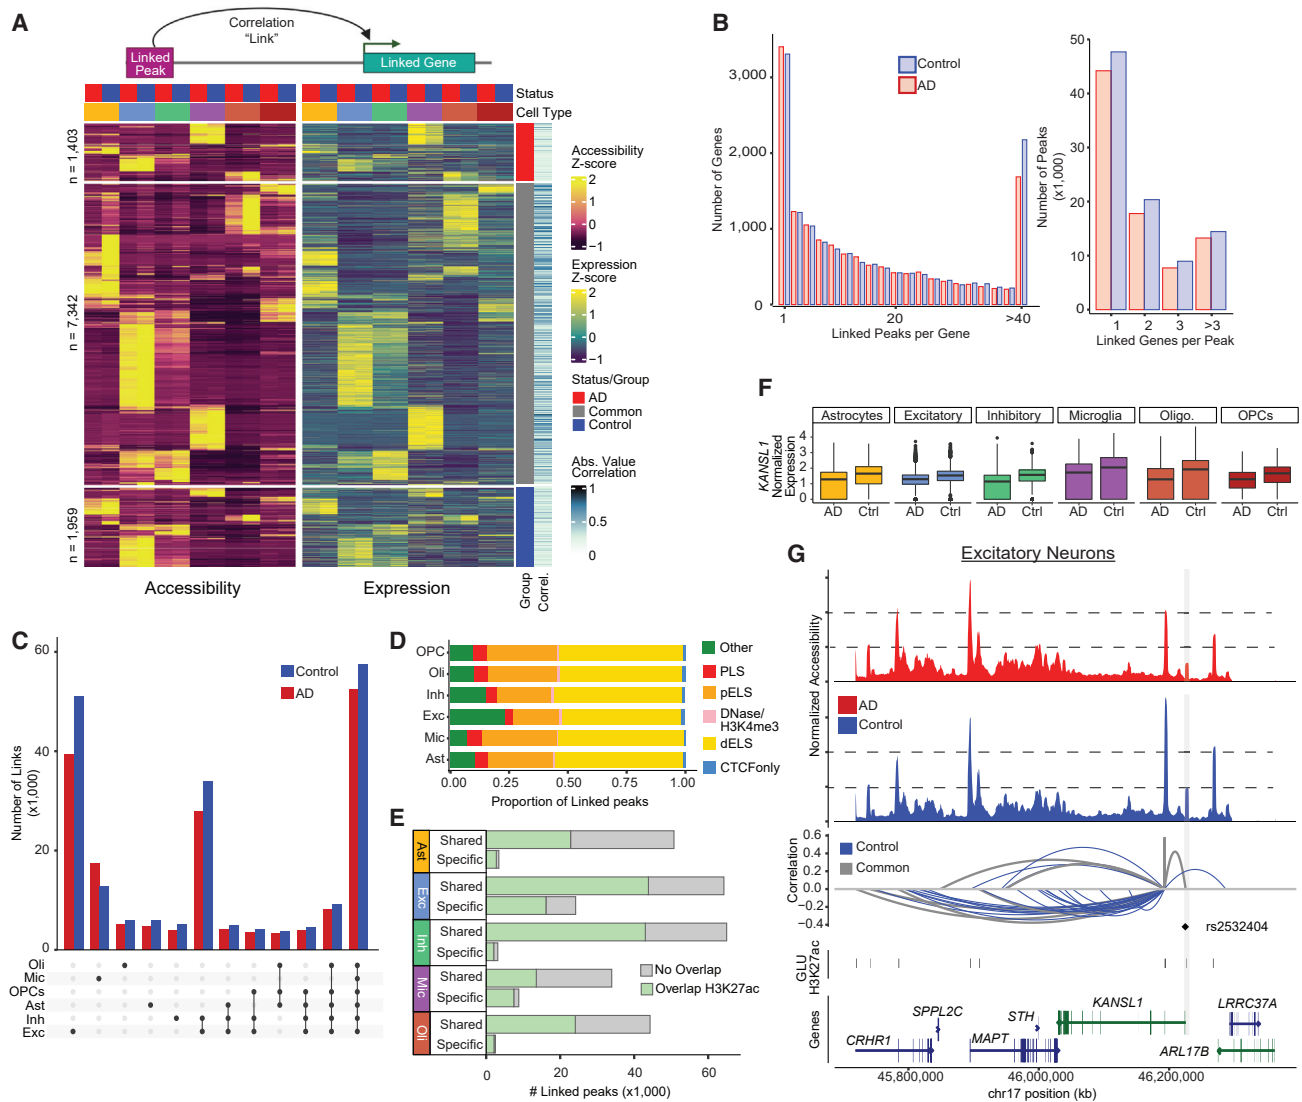 A
Correlation
“Link”
Linked
Peak
Linked Gene
Status
Cell Type
n = 1,403
n = 7,342
n = 1,959
Accessibility
Z-score
2
1
0
−1
Expression
Z-score
2
1
0
−1
Status/Group
AD
Common
Control
Abs. Value
Correlation
1
0.5
0
Accessibility
Expression
Group
Correl.
B
Number of Genes
3,000
2,000
1,000
0
1
20
>40
Linked Peaks per Gene
Control
AD
Number of Peaks
(x1,000)
50
40
30
20
10
0
1
2
3
>3
Linked Genes per Peak
C
Number of Links
(x1,000)
60
40
20
0
Control
AD
Oli
Mic
OPCs
Ast
Inh
Exc
D
OPC
Oli
Inh
Exc
Mic
Ast
0.00
0.25
0.50
0.75
1.00
Proportion of Linked peaks
Other
PLS
pELS
DNase/
H3K4me3
dELS
CTCFonly
E
Ast
Shared
Specific
Exc
Shared
Specific
Inh
Shared
Specific
Mic
Shared
Specific
Oli
Shared
Specific
No Overlap
Overlap H3K27ac
0
20
40
60
# Linked peaks (x1,000)
F
KANSL1
Normalized
Expression
4
3
2
1
0
Astrocytes
Excitatory
Inhibitory
Microglia
Oligo.
OPCs
AD Ctrl
AD Ctrl
AD Ctrl
AD Ctrl
AD Ctrl
AD Ctrl
G
Excitatory Neurons
Normalized Accessibility
AD
Control
Correlation
0.6
0.4
0.2
0.0
−0.2
−0.4
Control
Common
rs2532404
GLU
H3K27ac
Genes
CRHR1
SPPL2C
MAPT
STH
KANSL1
ARL17B
LRRC37A
45,800,000
46,000,000
46,200,000
chr17 position (kb)